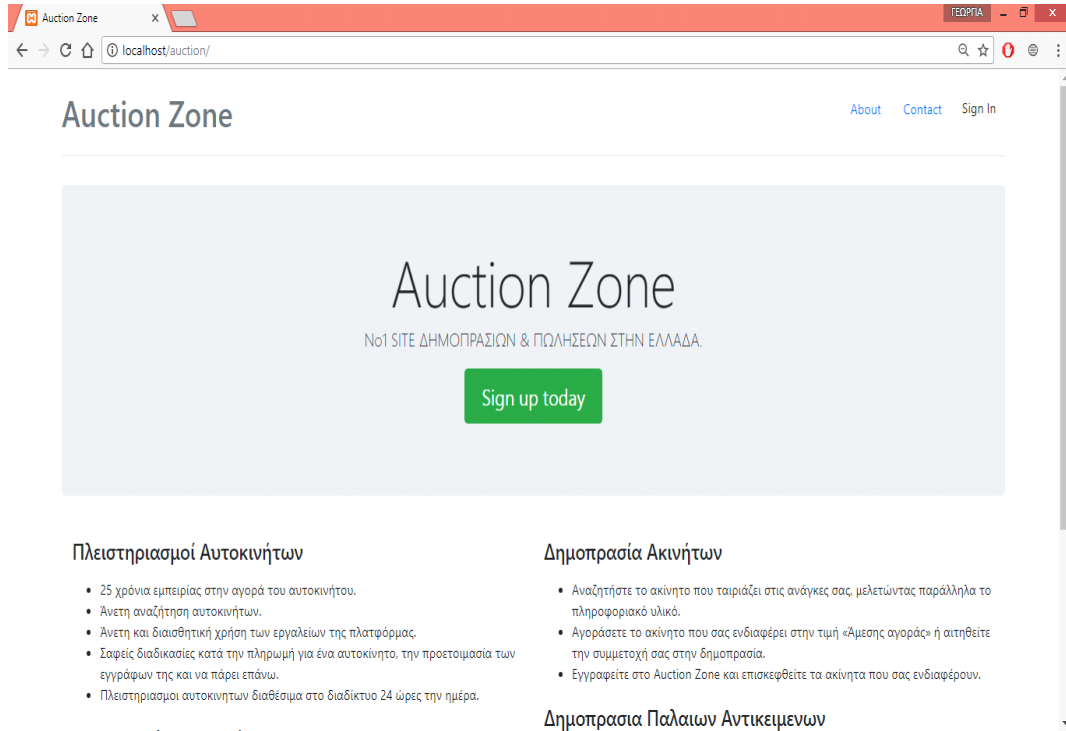 Auction Zone
ΓΕΩΡΓΙΑ
localhost/auction/
Auction Zone
About Contact Sign In
Auction Zone
No1 SITE ΔΗΜΟΠΡΑΣΙΩΝ & ΠΩΛΗΣΕΩΝ ΣΤΗΝ ΕΛΛΑΔΑ.
Sign up today
Πλειστηριασμοί Αυτοκινήτων
• 25 χρόνια εμπειρίας στην αγορά του αυτοκινήτου.
• Άνετη αναζήτηση αυτοκινήτων.
• Άνετη και διαισθητική χρήση των εργαλείων της πλατφόρμας.
• Σαφείς διαδικασίες κατά την πληρωμή για ένα αυτοκίνητο, την προετοιμασία των
εγγράφων της και να πάρει επάνω.
• Πλειστηριασμοι αυτοκινητων διαθέσιμα στο διαδίκτυο 24 ώρες την ημέρα.
Δημοπρασία Ακινήτων
• Αναζητήστε το ακίνητο που ταιριάζει στις ανάγκες σας, μελετώντας παράλληλα το
πληροφοριακό υλικό.
• Αγοράσετε το ακίνητο που σας ενδιαφέρει στην τιμή «Άμεσης αγοράς» ή αιτηθείτε
την συμμετοχή σας στην δημοπρασία.
• Εγγραφείτε στο Auction Zone και επισκεφθείτε τα ακίνητα που σας ενδιαφέρουν.
Δημοπρασια Παλαιων Αντικειμενων